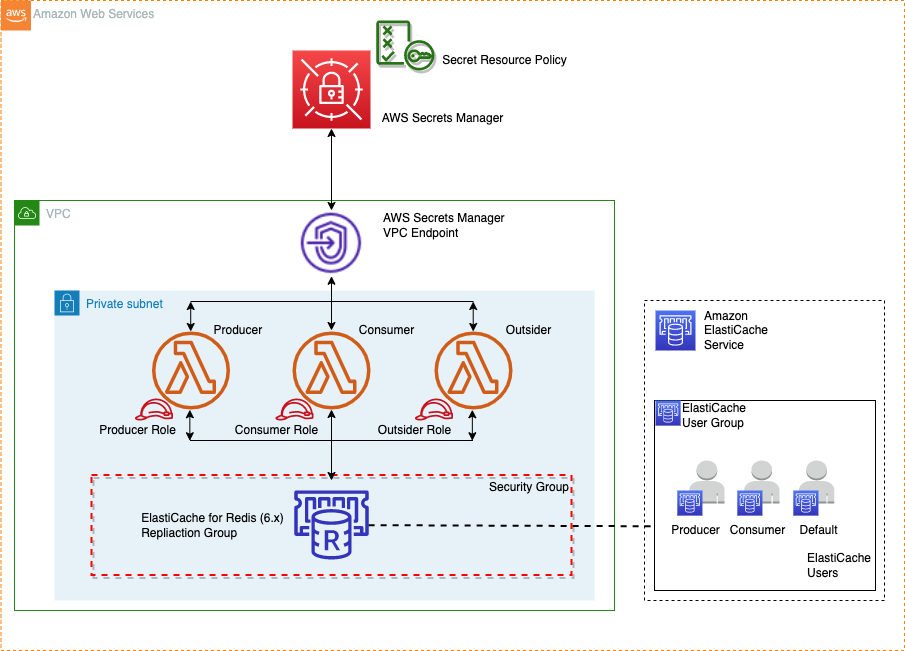 aws
Amazon Web Services
Secret Resource Policy
AWS Secrets Manager
VPC
AWS Secrets Manager
VPC Endpoint
Private subnet
Producer
Consumer
Outsider
Producer Role
Consumer Role
Outsider Role
Security Group
ElastiCache for Redis (6.x)
Repliaction Group
R
Amazon
ElastiCache
Service
ElastiCache
User Group
Producer
Consumer
Default
ElastiCache
Users